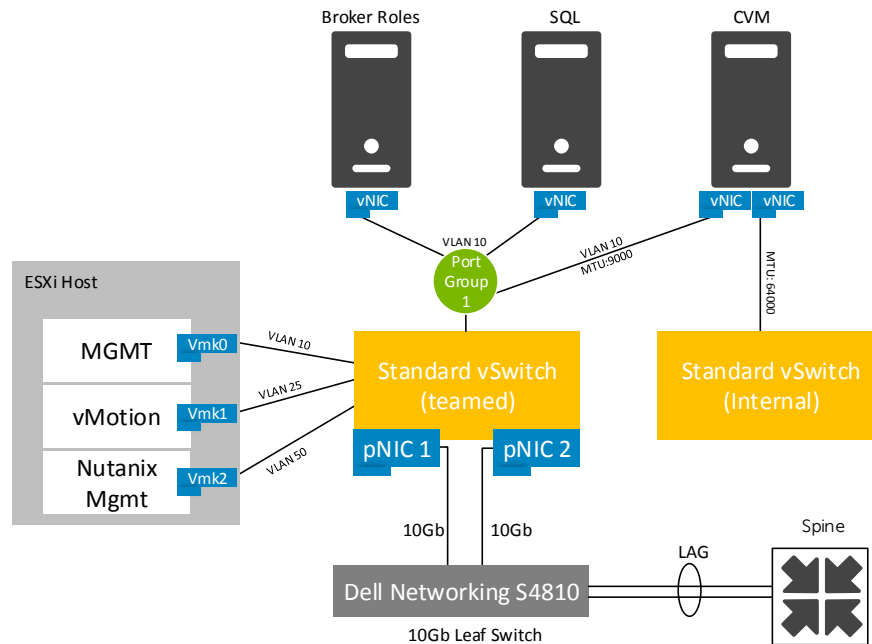 Broker Roles
SQL
CVM
vNIC
vNIC
vNIC
vNIC
VLAN 10
VLAN 10
MTU:9000
MTU: 64000
Port
Group
1
ESXi Host
MGMT
Vmk0
VLAN 10
vMotion
Vmk1
VLAN 25
Nutanix
Mgmt
Vmk2
VLAN 50
Standard vSwitch
(teamed)
Standard vSwitch
(Internal)
pNIC 1
pNIC 2
10Gb
10Gb
Spine
LAG
Dell Networking S4810
10Gb Leaf Switch